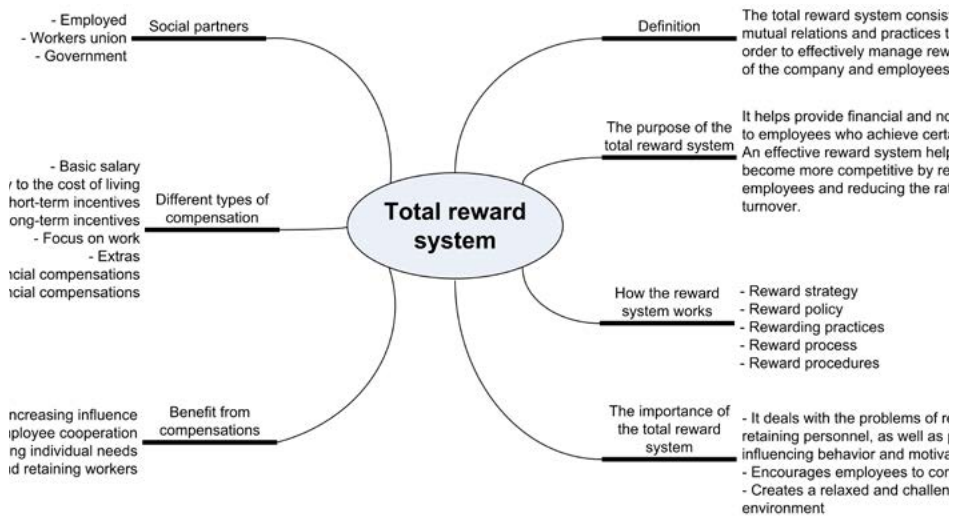 - Employed
- Workers union
- Government
Social partners
- Basic salary
to the cost of living
hort-term incentives
ong-term incentives
- Focus on work
- Extras
ncial compensations
ncial compensations
Different types of
compensation
ncreasing influence
ployee cooperation
ng individual needs
d retaining workers
Benefit from
compensations
Total reward
system
Definition
The total reward system consis
mutual relations and practices t
order to effectively manage rew
of the company and employees
The purpose of the
total reward system
It helps provide financial and no
to employees who achieve certa
An effective reward system help
become more competitive by re
employees and reducing the rat
turnover.
How the reward
system works
- Reward strategy
- Reward policy
- Rewarding practices
- Reward process
- Reward procedures
The importance of
the total reward
system
- It deals with the problems of re
retaining personnel, as well as
influencing behavior and motiva
- Encourages employees to con
- Creates a relaxed and challen
environment